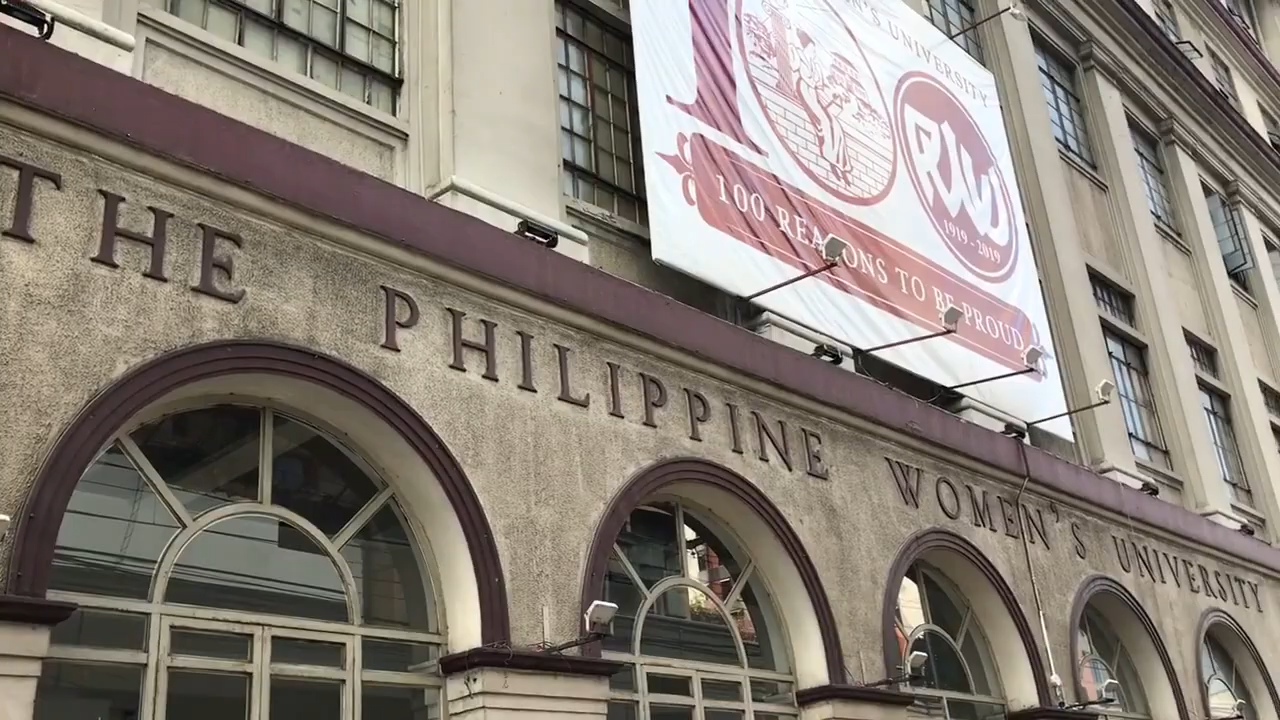 UNIVERSITY
PWU
1919 - 2019
100 REASONS TO BE PROUD
THE PHILIPPINE WOMEN'S UNIVERSITY